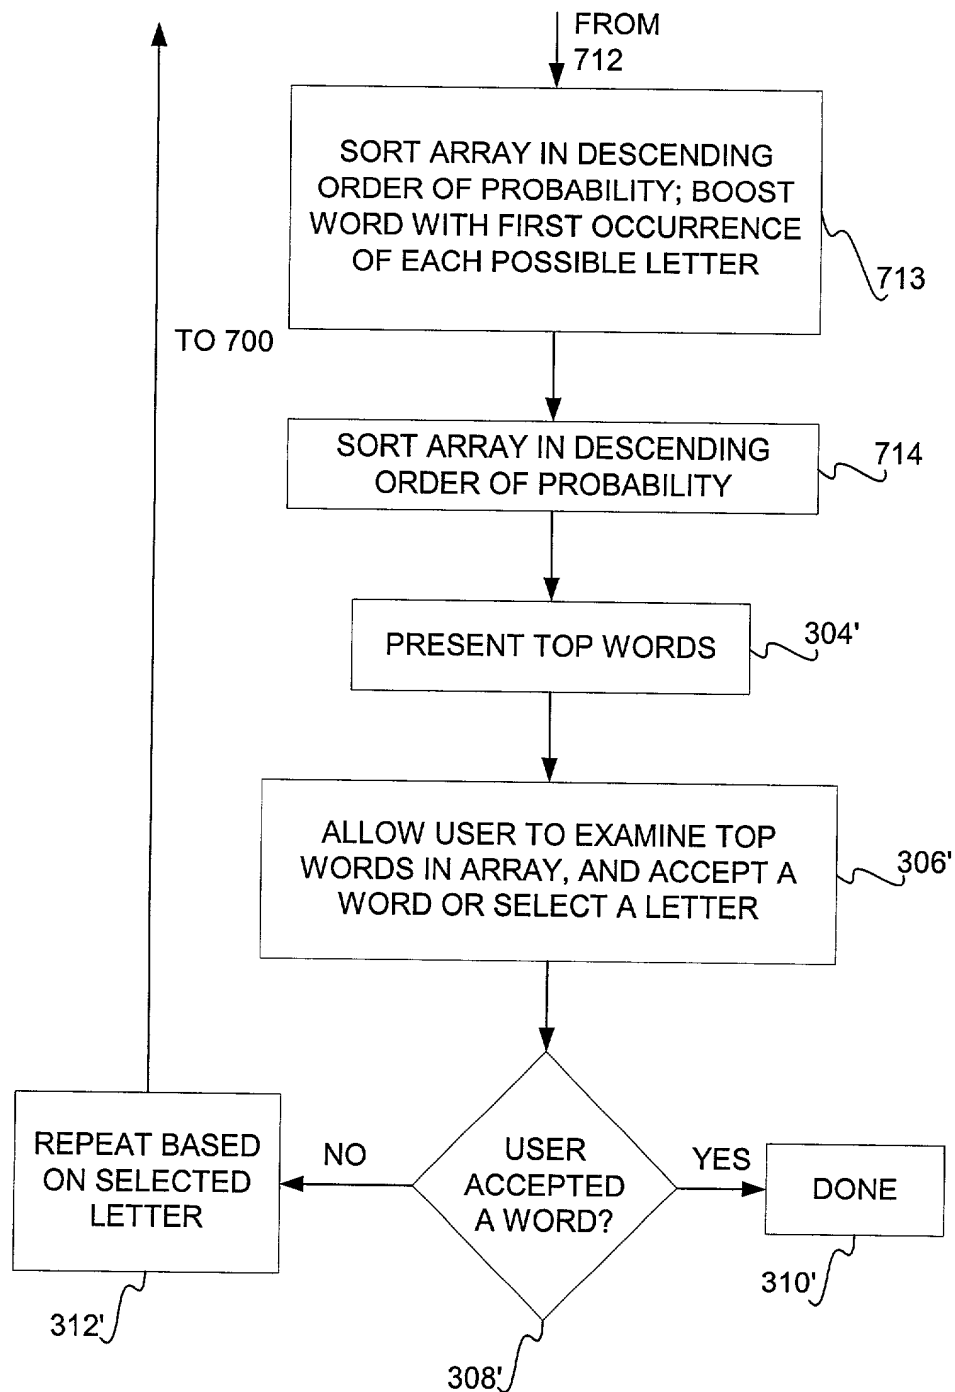 FROM
712
SORT ARRAY IN DESCENDING
ORDER OF PROBABILITY; BOOST
WORD WITH FIRST OCCURRENCE
OF EACH POSSIBLE LETTER
713
TO 700
SORT ARRAY IN DESCENDING
ORDER OF PROBABILITY
714
PRESENT TOP WORDS
304'
ALLOW USER TO EXAMINE TOP
WORDS IN ARRAY, AND ACCEPT A
WORD OR SELECT A LETTER
306'
USER
ACCEPTED
A WORD?
308'
NO
REPEAT BASED
ON SELECTED
LETTER
312'
YES
DONE
310'